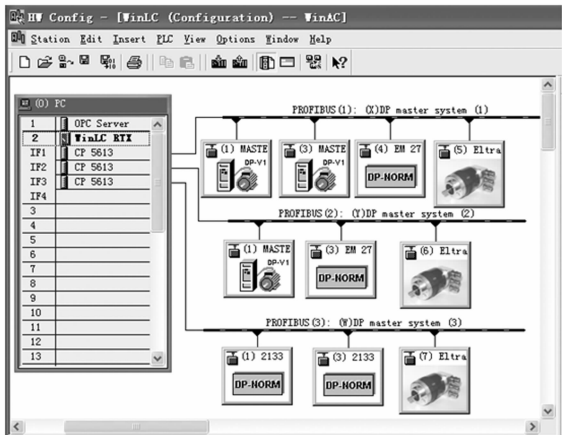 HW Config - [WinLC (Configuration) -- WinAC]
Station Edit Insert PLC View Options Window Help
(0) PC
1 OPC Server
2 WinLC RTX
IF1 CP 5613
IF2 CP 5613
IF3 CP 5613
IF4
3
4
5
6
7
8
9
10
11
12
13
PROFIBUS(1): (X)DP master system (1)
(1) MASTE
DP-V1
(3) MASTE
DP-V1
(4) EM 27
DP-NORM
(5) Eltra
PROFIBUS(2): (Y)DP master system (2)
(1) MASTE
DP-V1
(3) EM 27
DP-NORM
(6) Eltra
PROFIBUS(3): (W)DP master system (3)
(1) 2133
DP-NORM
(3) 2133
DP-NORM
(7) Eltra